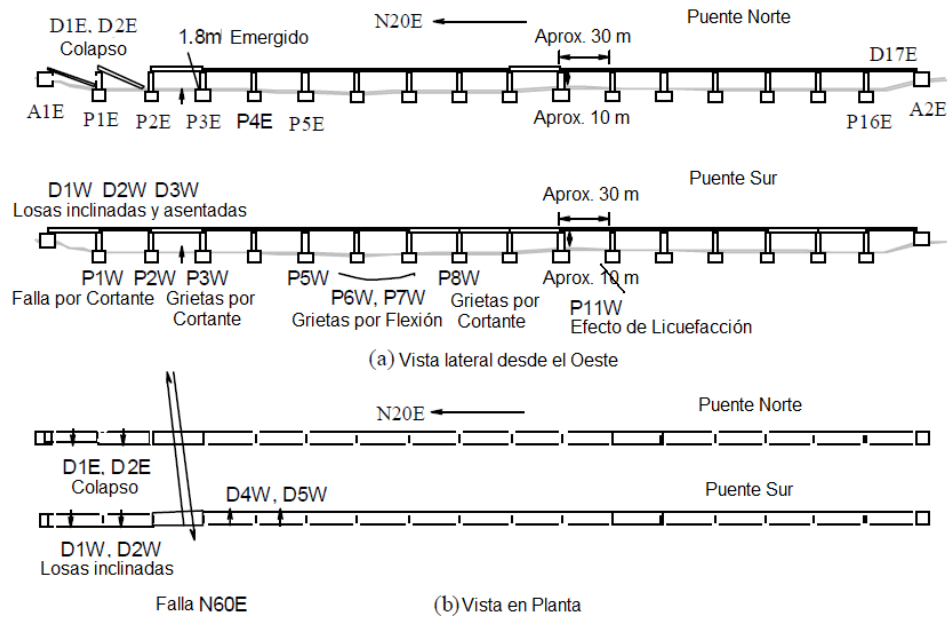 N20E
Puente Norte
D1E, D2E
Colapso
1.8m Emergido
Aprox. 30 m
D17E
A1E
P1E
P2E
P3E
P4E
P5E
Aprox. 10 m
P16E
A2E
Puente Sur
D1W D2W D3W
Losas inclinadas y asentadas
Aprox. 30 m
P1W
P2W
P3W
P5W
P8W
Aprox. 10 m
Falla por Cortante
Grietas por
Cortante
P6W, P7W
Grietas por Flexión
Grietas por
Cortante
P11W
Efecto de Licuefacción
(a) Vista lateral desde el Oeste
N20E
Puente Norte
D1E, D2E
Colapso
D4W, D5W
Puente Sur
D1W, D2W
Losas inclinadas
Falla N60E
(b) Vista en Planta